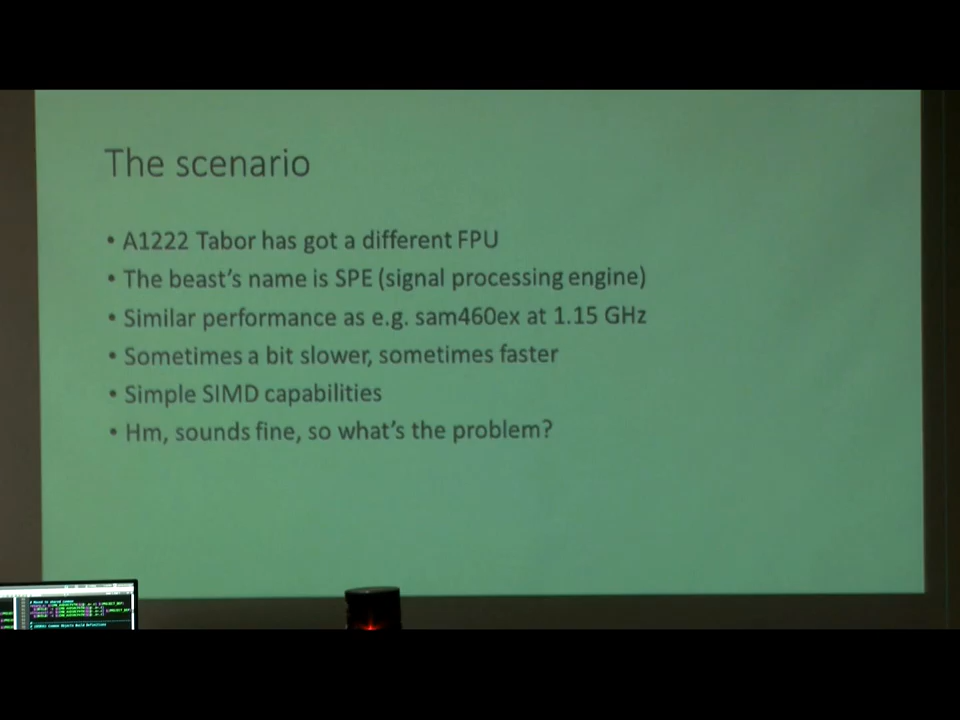 The scenario
• A1222 Tabor has got a different FPU
• The beast's name is SPE (signal processing engine)
• Similar performance as e.g. sam460ex at 1.15 GHz
• Sometimes a bit slower, sometimes faster
• Simple SIMD capabilities
• Hm, sounds fine, so what's the problem?